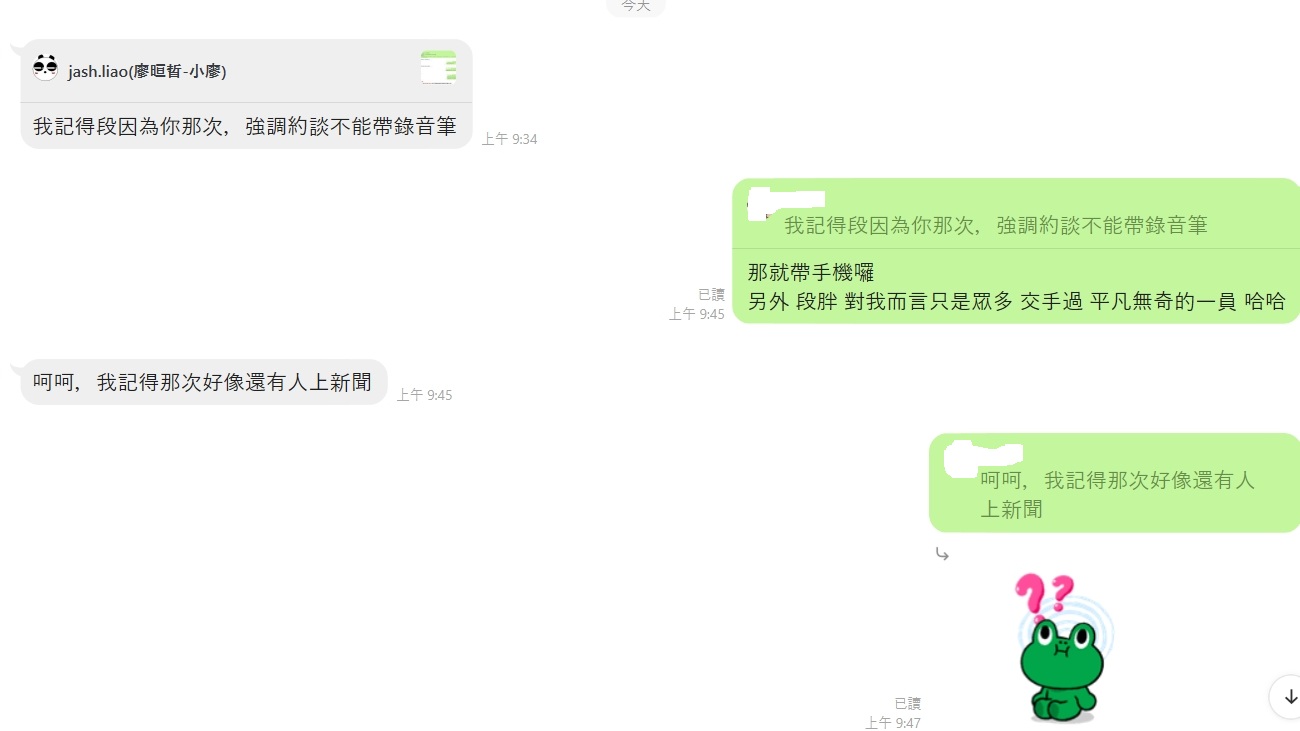 今天
jash.liao(廖晅晢-小廖)
我記得段因為你那次，強調約談不能帶錄音筆
上午 9:34
我記得段因為你那次，強調約談不能帶錄音筆
那就帶手機囉
另外 段胖 對我而言只是眾多 交手過 平凡無奇的一員 哈哈
已讀
上午 9:45
呵呵，我記得那次好像還有人上新聞
上午 9:45
呵呵，我記得那次好像還有人
上新聞
??
已讀
上午 9:47